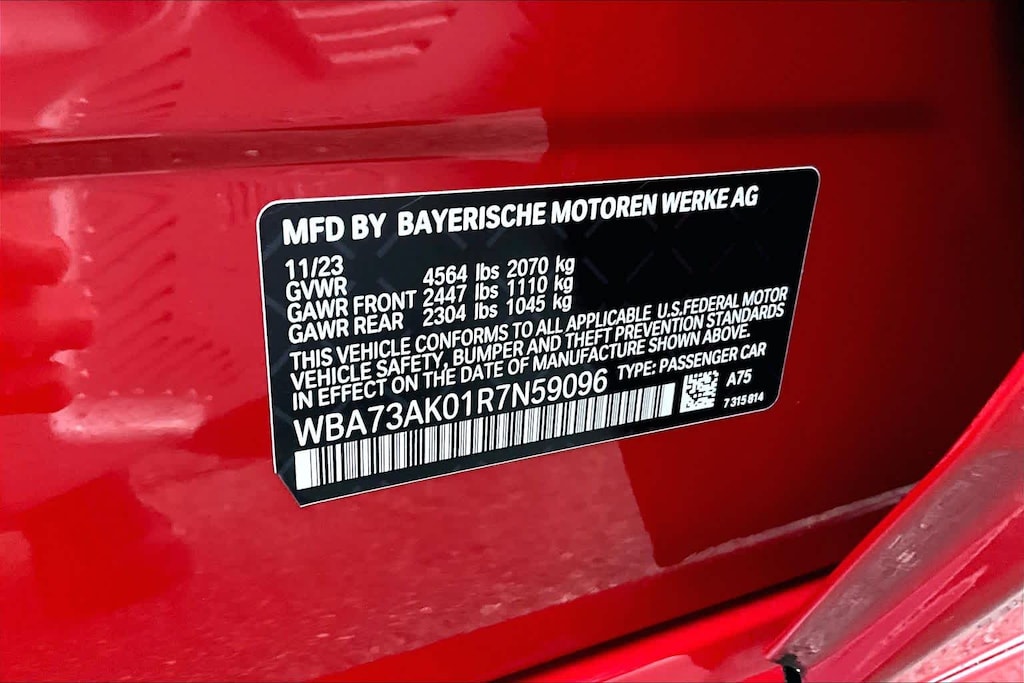 MFD BY BAYERISCHE MOTOREN WERKE AG
11/23
GVWR 4564 lbs 2070 kg
GAWR FRONT 2447 lbs 1110 kg
GAWR REAR 2304 lbs 1045 kg
THIS VEHICLE CONFORMS TO ALL APPLICABLE U.S.FEDERAL MOTOR
VEHICLE SAFETY, BUMPER AND THEFT PREVENTION STANDARDS
IN EFFECT ON THE DATE OF MANUFACTURE SHOWN ABOVE.
WBA73AK01R7N59096 TYPE: PASSENGER CAR
A75
7 315 814